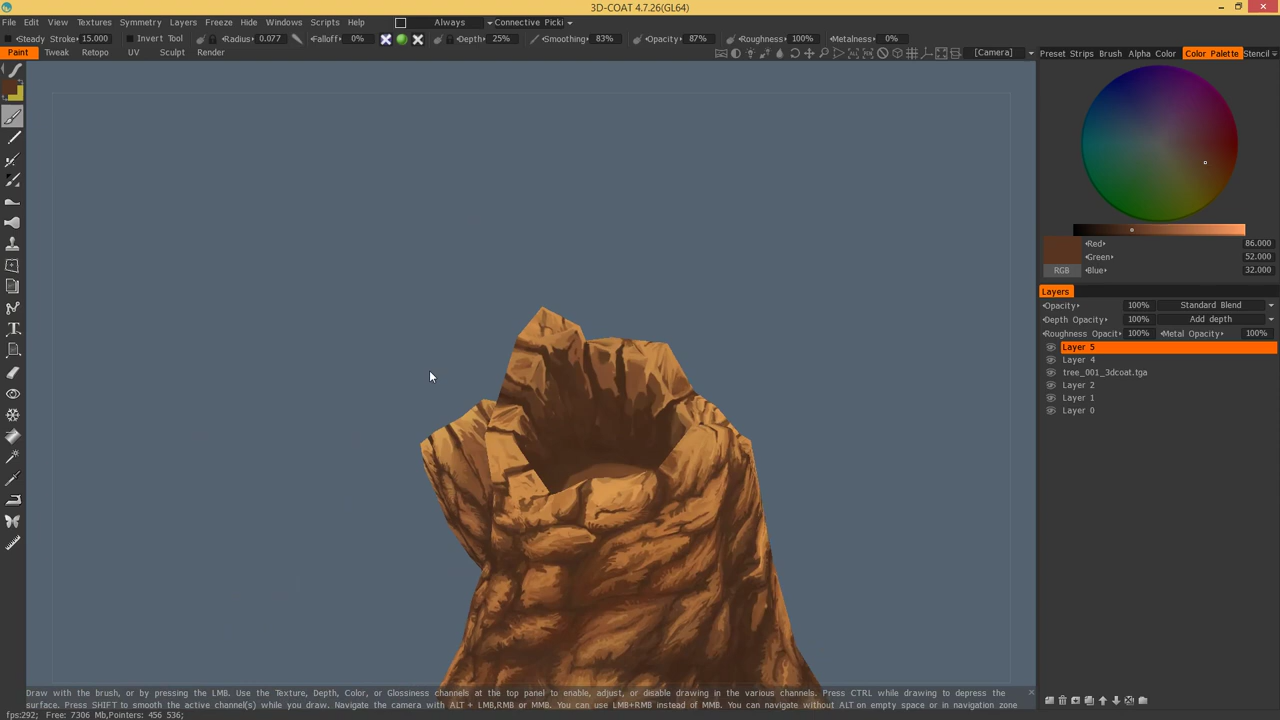 3D-COAT 4.7.26(GL64)
File Edit View Textures Symmetry Layers Freeze Hide Windows Scripts Help Always Connective Picki
Steady Stroke 15.000 Invert Tool Radius 0.077 Falloff 0% Depth 25% Smoothing 83% Opacity 87% Roughness 100% Metalness 0%
Paint Tweak Retopo UV Sculpt Render [Camera] Preset Strips Brush Alpha Color Color Palette Stencil
Red 86.000
Green 52.000
RGB Blue 32.000
Layers
Opacity 100% Standard Blend
Depth Opacity 100% Add depth
Roughness Opacit 100% Metal Opacity 100%
Layer 5
Layer 4
tree_001_3dcoat.tga
Layer 2
Layer 1
Layer 0
Draw with the brush, or by pressing the LMB. Use the Texture, Depth, Color, or Glossiness channels at the top panel to enable, adjust, or disable drawing in the various channels. Press CTRL while drawing to depress the
surface. Press SHIFT to smooth the active channel(s) while you draw. Navigate the camera with ALT + LMB,RMB or MMB. You can use LMB+RMB instead of MMB. You can navigate without ALT on empty space or in navigation zone
fps:292; Free: 7306 Mb,Pointers: 456 536;